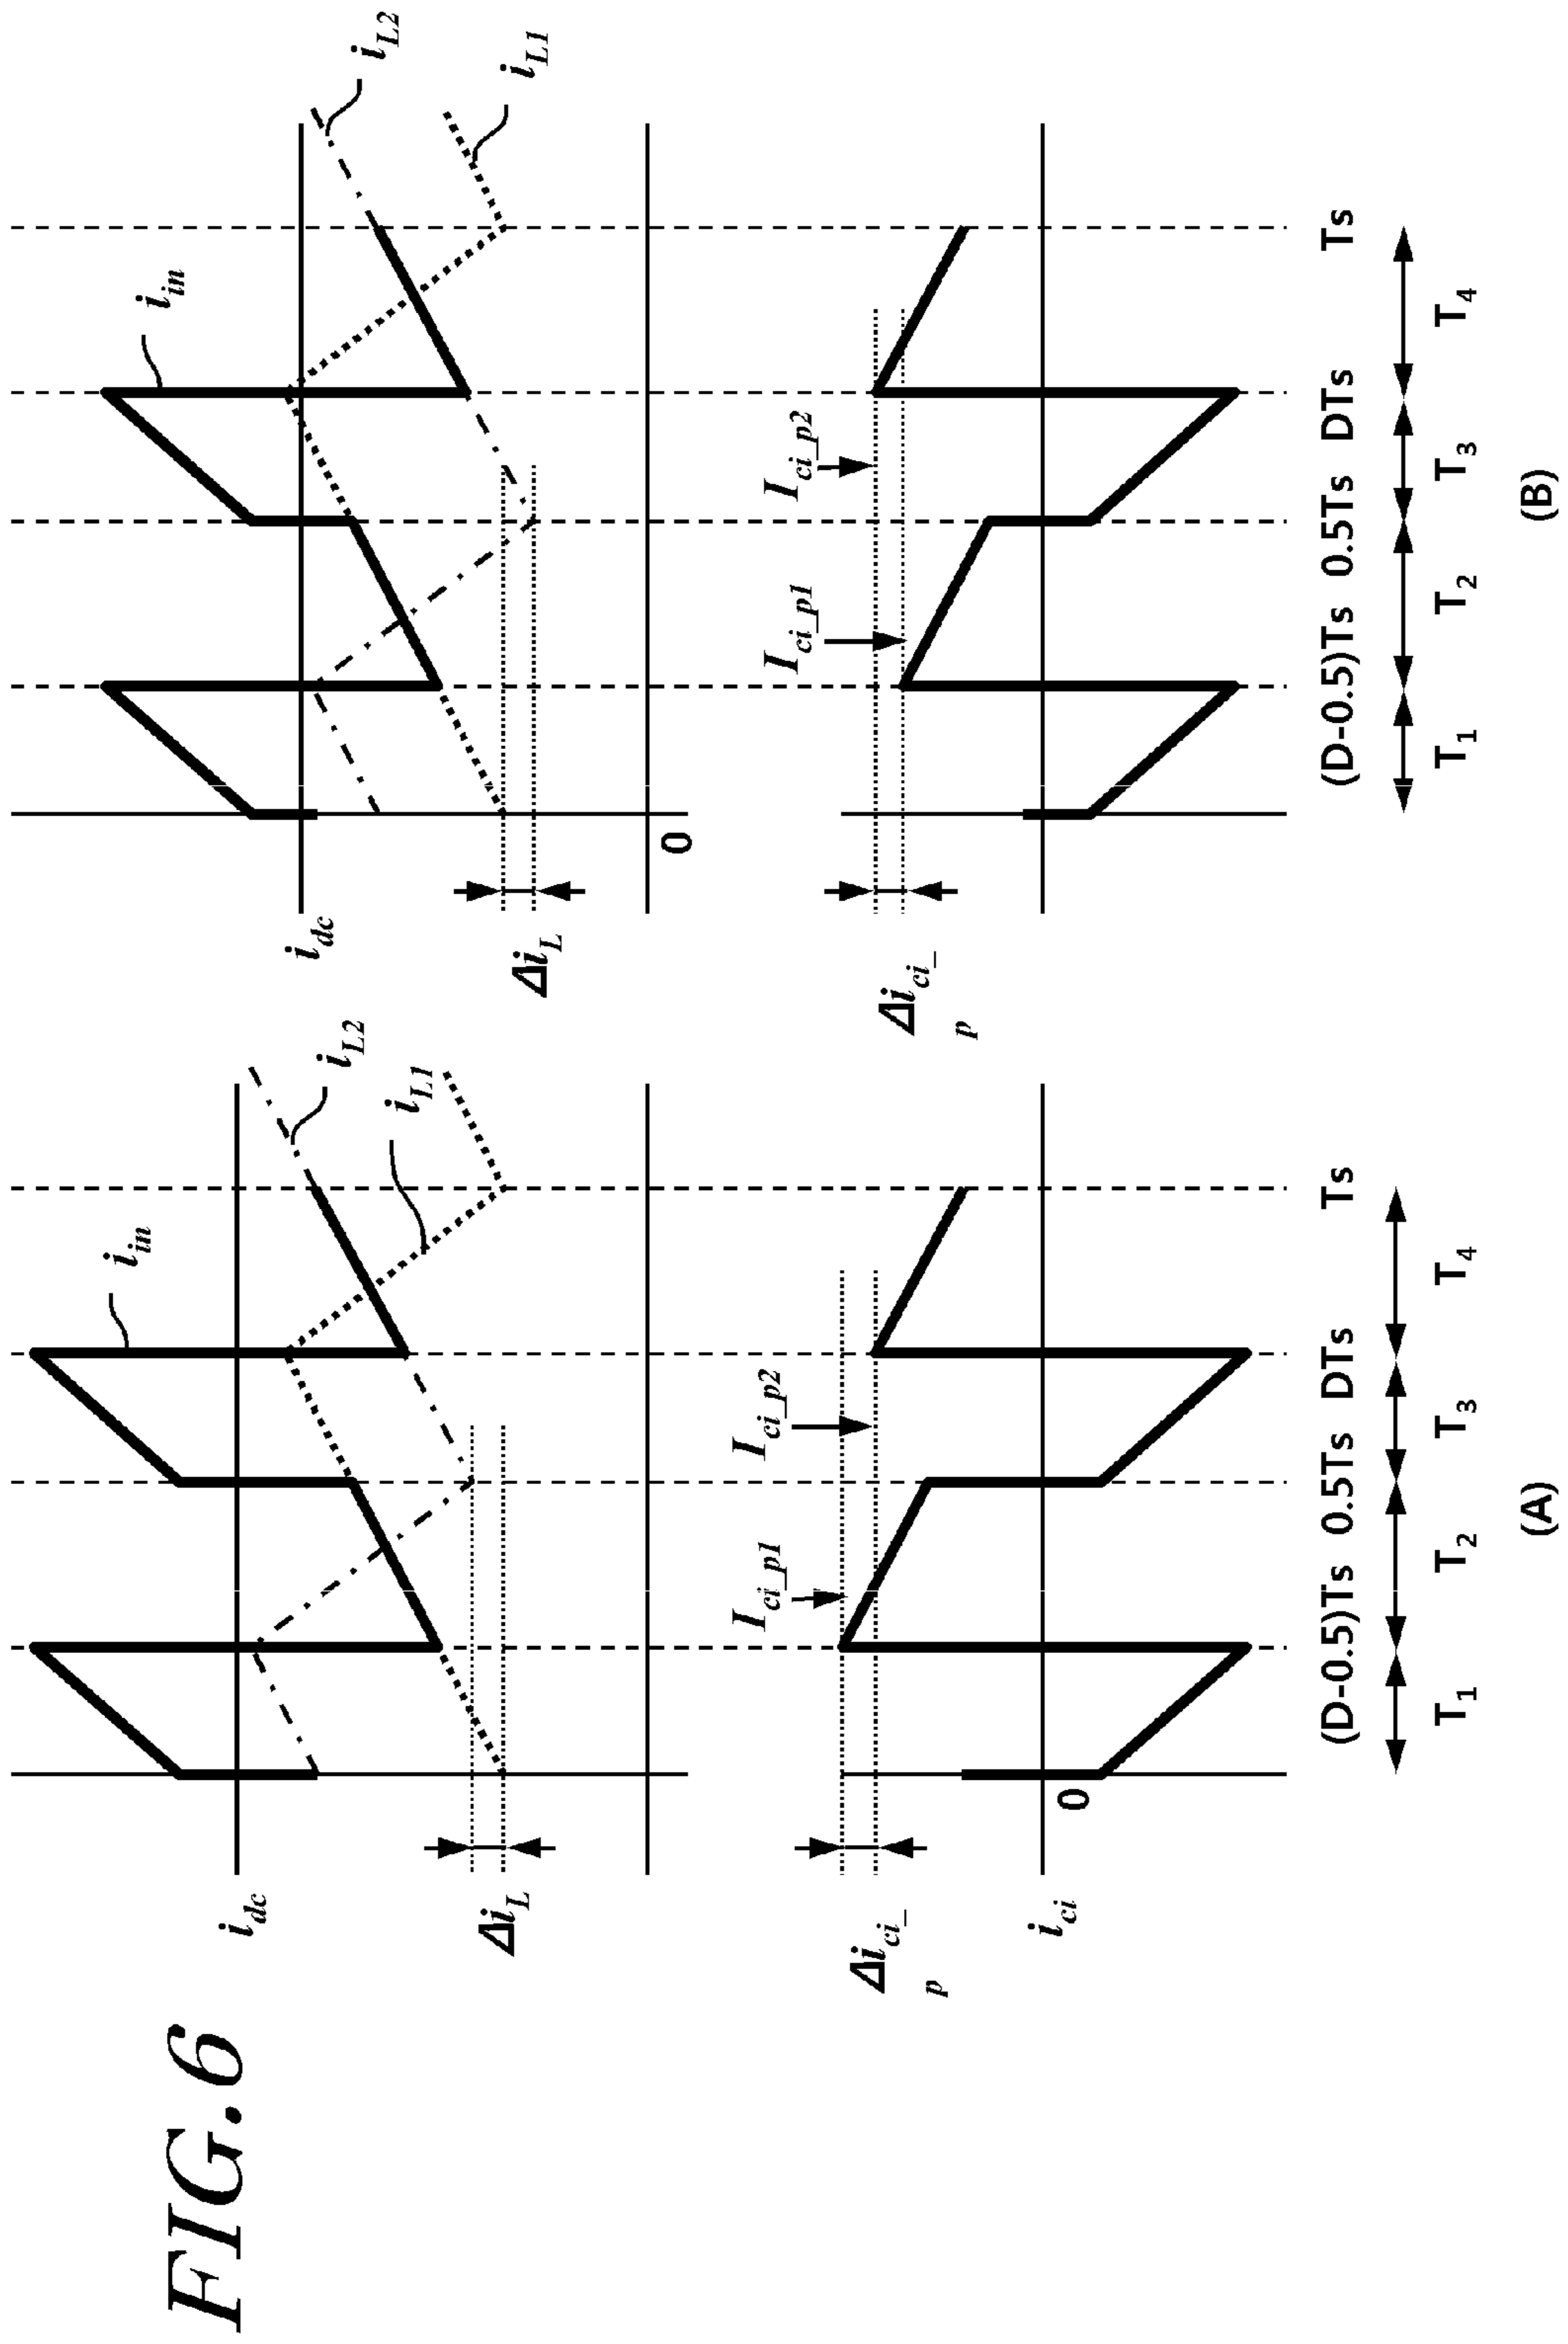 FIG.6
i_in
i_L2
i_L1
i_dc
Δi_L
I_ci_p1
I_ci_p2
Δi_ci_
p
i_ci
0
(D-0.5)Ts 0.5Ts DTs Ts
T1 T2 T3 T4
(A)
i_in
i_L2
i_L1
i_dc
Δi_L
0
I_ci_p1
I_ci_p2
Δi_ci_
p
(D-0.5)Ts 0.5Ts DTs Ts
T1 T2 T3 T4
(B)